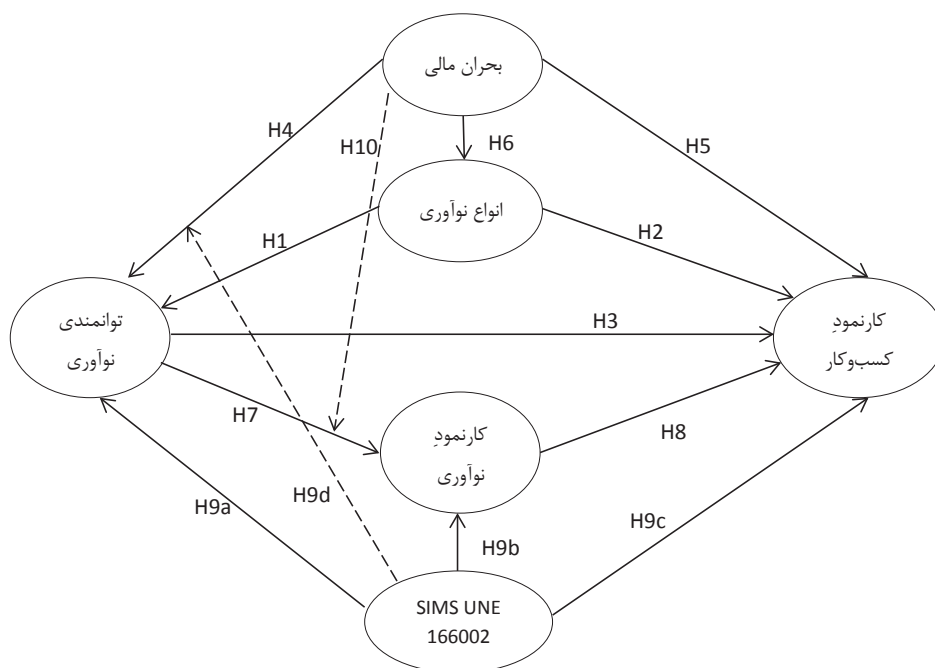 بحران مالی
H4
H10
H6
H5
انواع نوآوری
H1
H2
توانمندی
نوآوری
H3
کارنمودِ
کسب‌وکار
H7
کارنمودِ
نوآوری
H8
H9a
H9d
H9b
H9c
SIMS UNE
166002